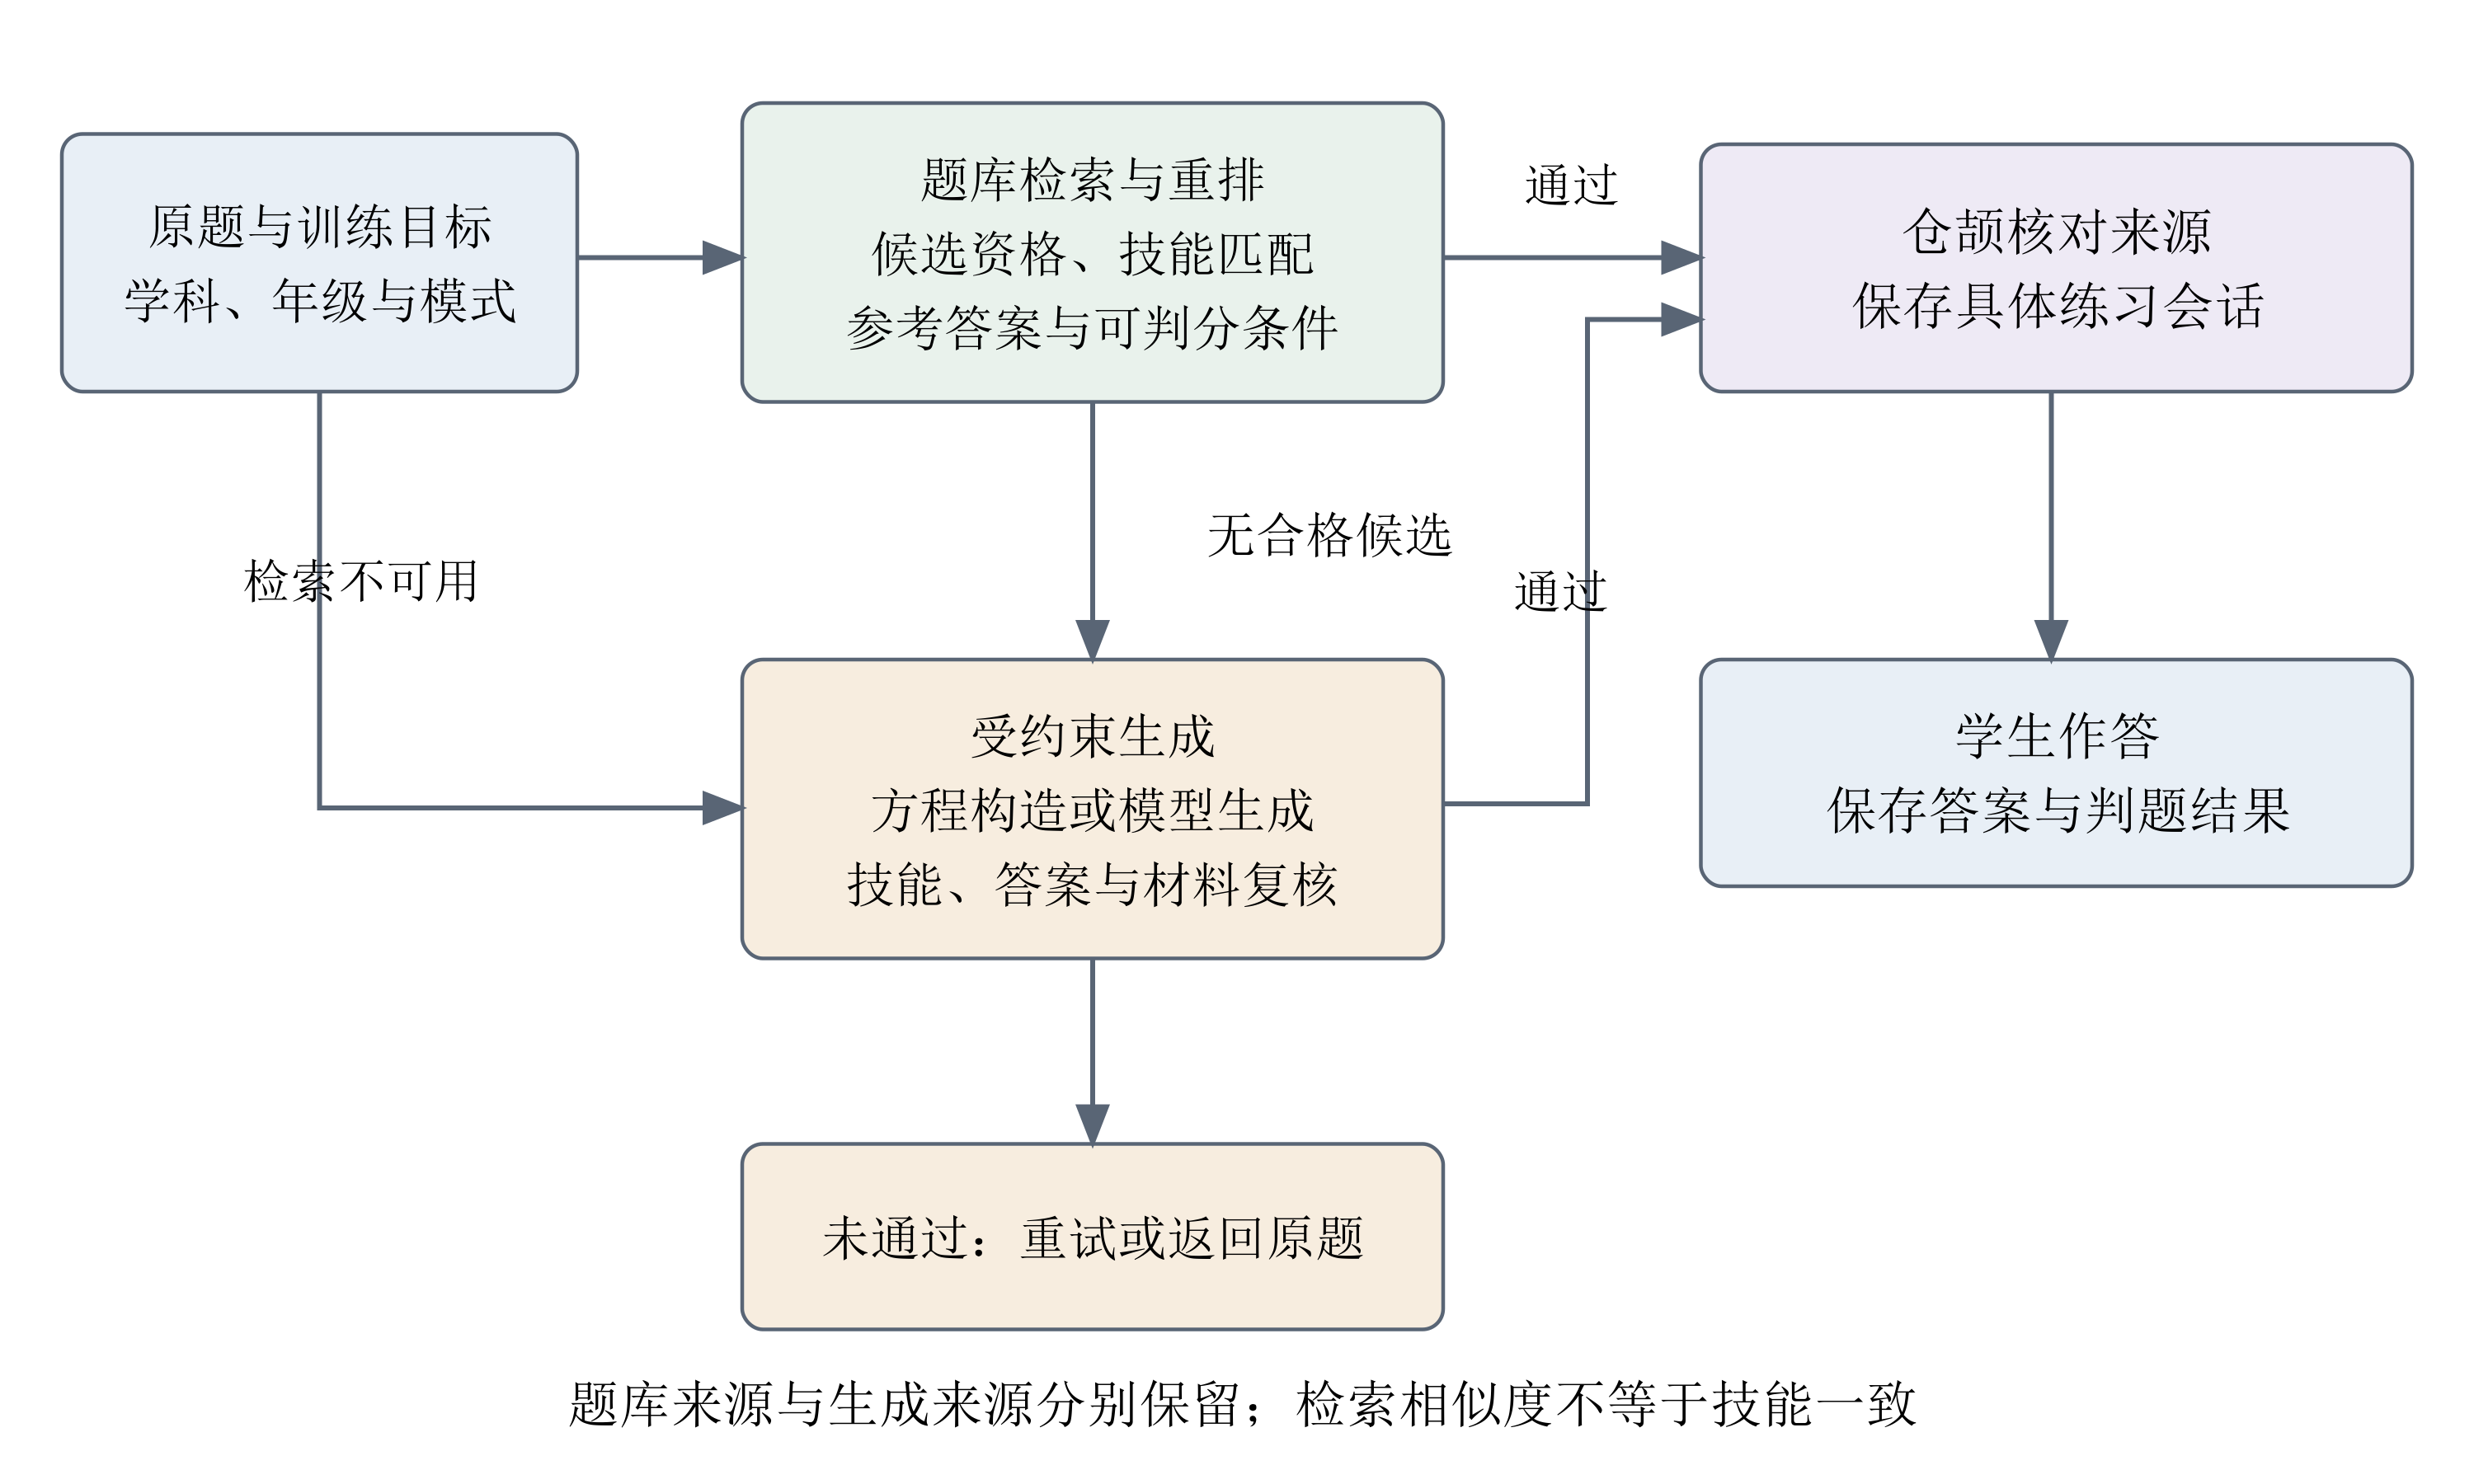 原题与训练目标
学科、年级与模式
题库检索与重排
候选资格、技能匹配
参考答案与可判分条件
通过
仓颉核对来源
保存具体练习会话
检索不可用
无合格候选
通过
受约束生成
方程构造或模型生成
技能、答案与材料复核
学生作答
保存答案与判题结果
未通过：重试或返回原题
题库来源与生成来源分别保留；检索相似度不等于技能一致